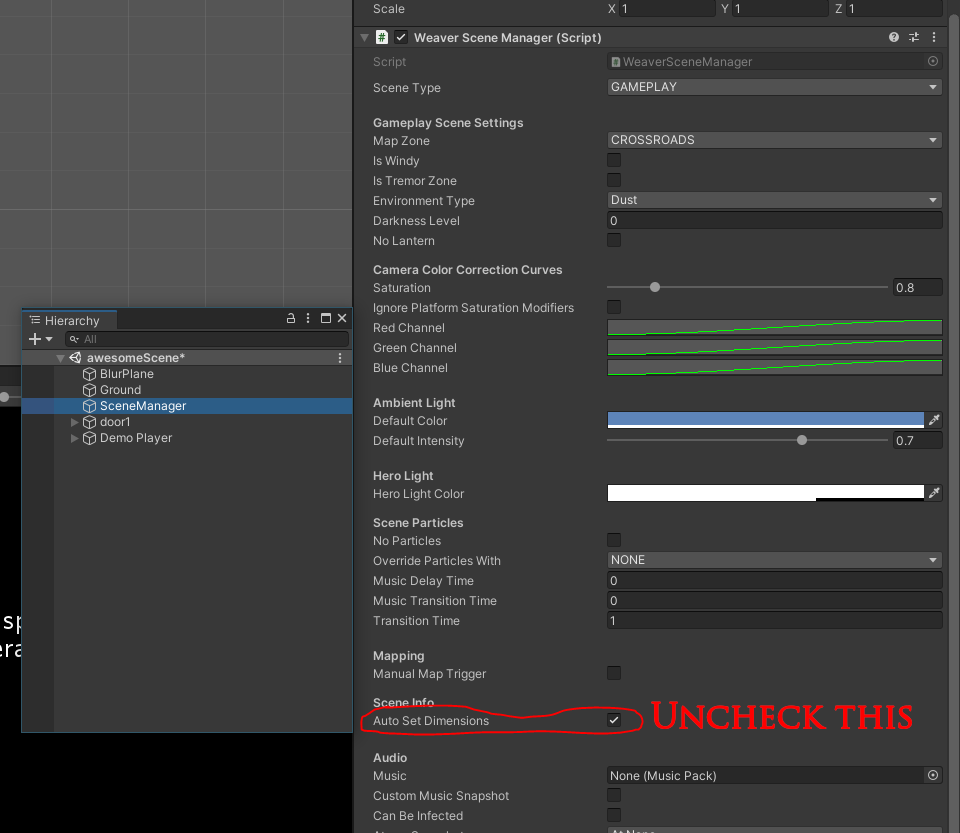 Scale X 1 Y 1 Z 1
# Weaver Scene Manager (Script)
Script # WeaverSceneManager
Scene Type GAMEPLAY
Gameplay Scene Settings
Map Zone CROSSROADS
Is Windy
Is Tremor Zone
Environment Type Dust
Darkness Level 0
No Lantern
Camera Color Correction Curves
Saturation 0.8
Ignore Platform Saturation Modifiers
Red Channel
Green Channel
Blue Channel
Ambient Light
Default Color
Default Intensity 0.7
Hero Light
Hero Light Color
Scene Particles
No Particles
Override Particles With NONE
Music Delay Time 0
Music Transition Time 0
Transition Time 1
Mapping
Manual Map Trigger
Scene Info
Auto Set Dimensions UNCHECK THIS
Audio
Music None (Music Pack)
Custom Music Snapshot
Can Be Infected
Hierarchy
All
awesomeScene*
BlurPlane
Ground
SceneManager
door1
Demo Player
sp
era